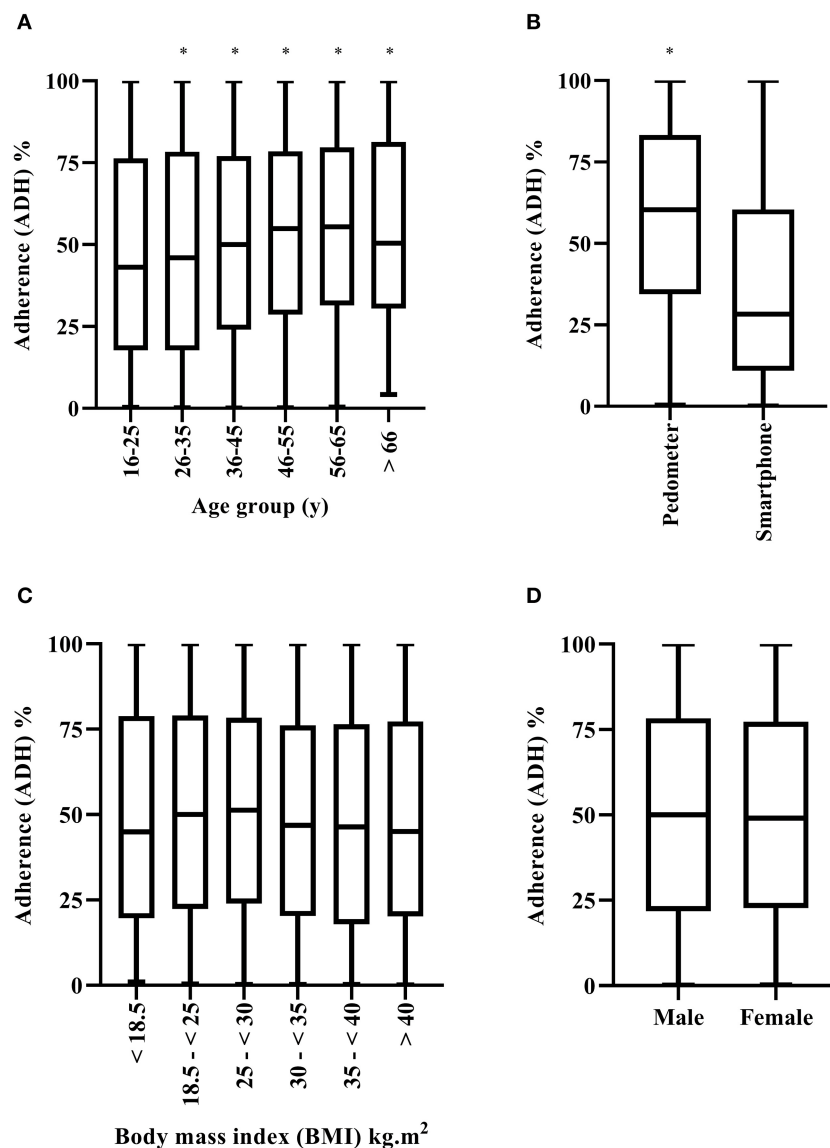 A
* * * * *
Adherence (ADH) %
100
75
50
25
0
16-25
26-35
36-45
46-55
56-65
> 66
Age group (y)
B
*
Adherence (ADH) %
100
75
50
25
0
Pedometer
Smartphone
C
Adherence (ADH) %
100
75
50
25
0
< 18.5
18.5 - < 25
25 - < 30
30 - < 35
35 - < 40
> 40
Body mass index (BMI) kg.m²
D
Adherence (ADH) %
100
75
50
25
0
Male Female